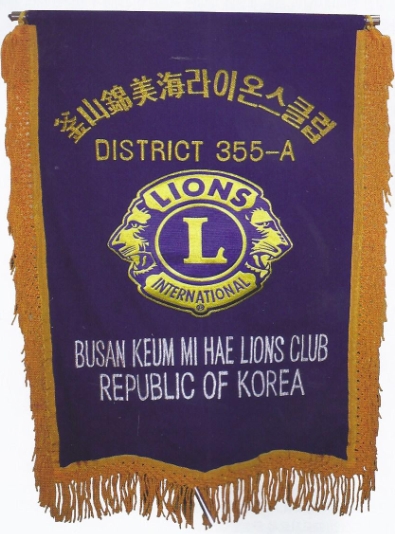 釜山錦美海라이온스클럽
DISTRICT 355-A
LIONS
L
INTERNATIONAL
®
BUSAN KEUM MI HAE LIONS CLUB
REPUBLIC OF KOREA